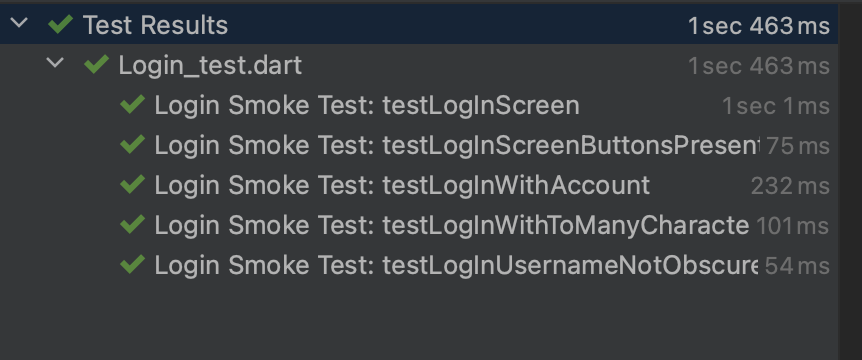 Test Results 1 sec 463 ms
Login_test.dart 1 sec 463 ms
Login Smoke Test: testLogInScreen 1 sec 1 ms
Login Smoke Test: testLogInScreenButtonsPresent 75 ms
Login Smoke Test: testLogInWithAccount 232 ms
Login Smoke Test: testLogInWithToManyCharacte 101 ms
Login Smoke Test: testLogInUsernameNotObscure 54 ms